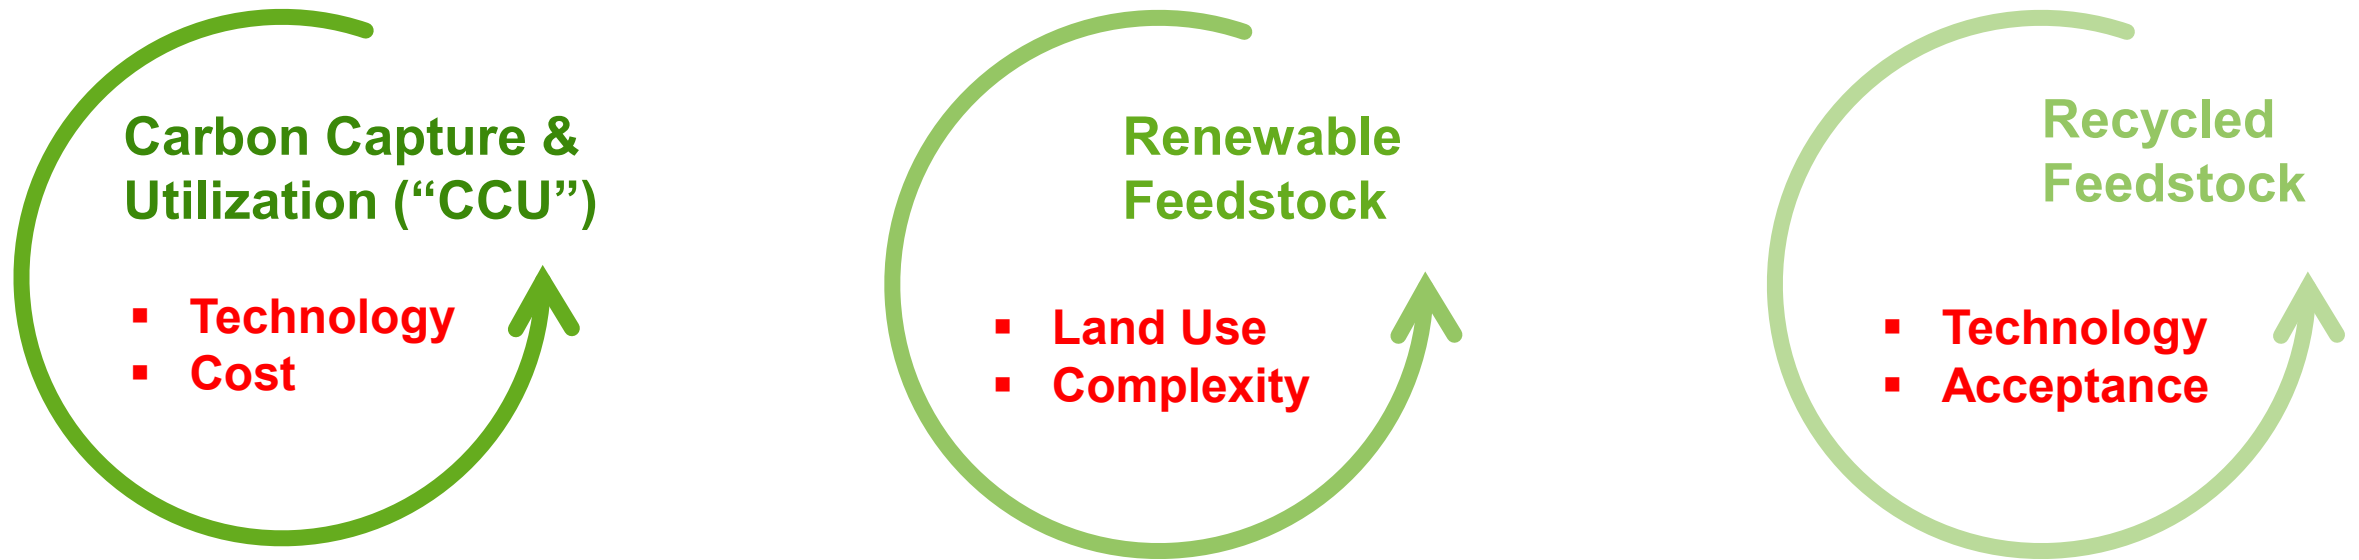 Carbon Capture &
Utilization (“CCU”)
▪ Technology
▪ Cost
Renewable
Feedstock
▪ Land Use
▪ Complexity
Recycled
Feedstock
▪ Technology
▪ Acceptance